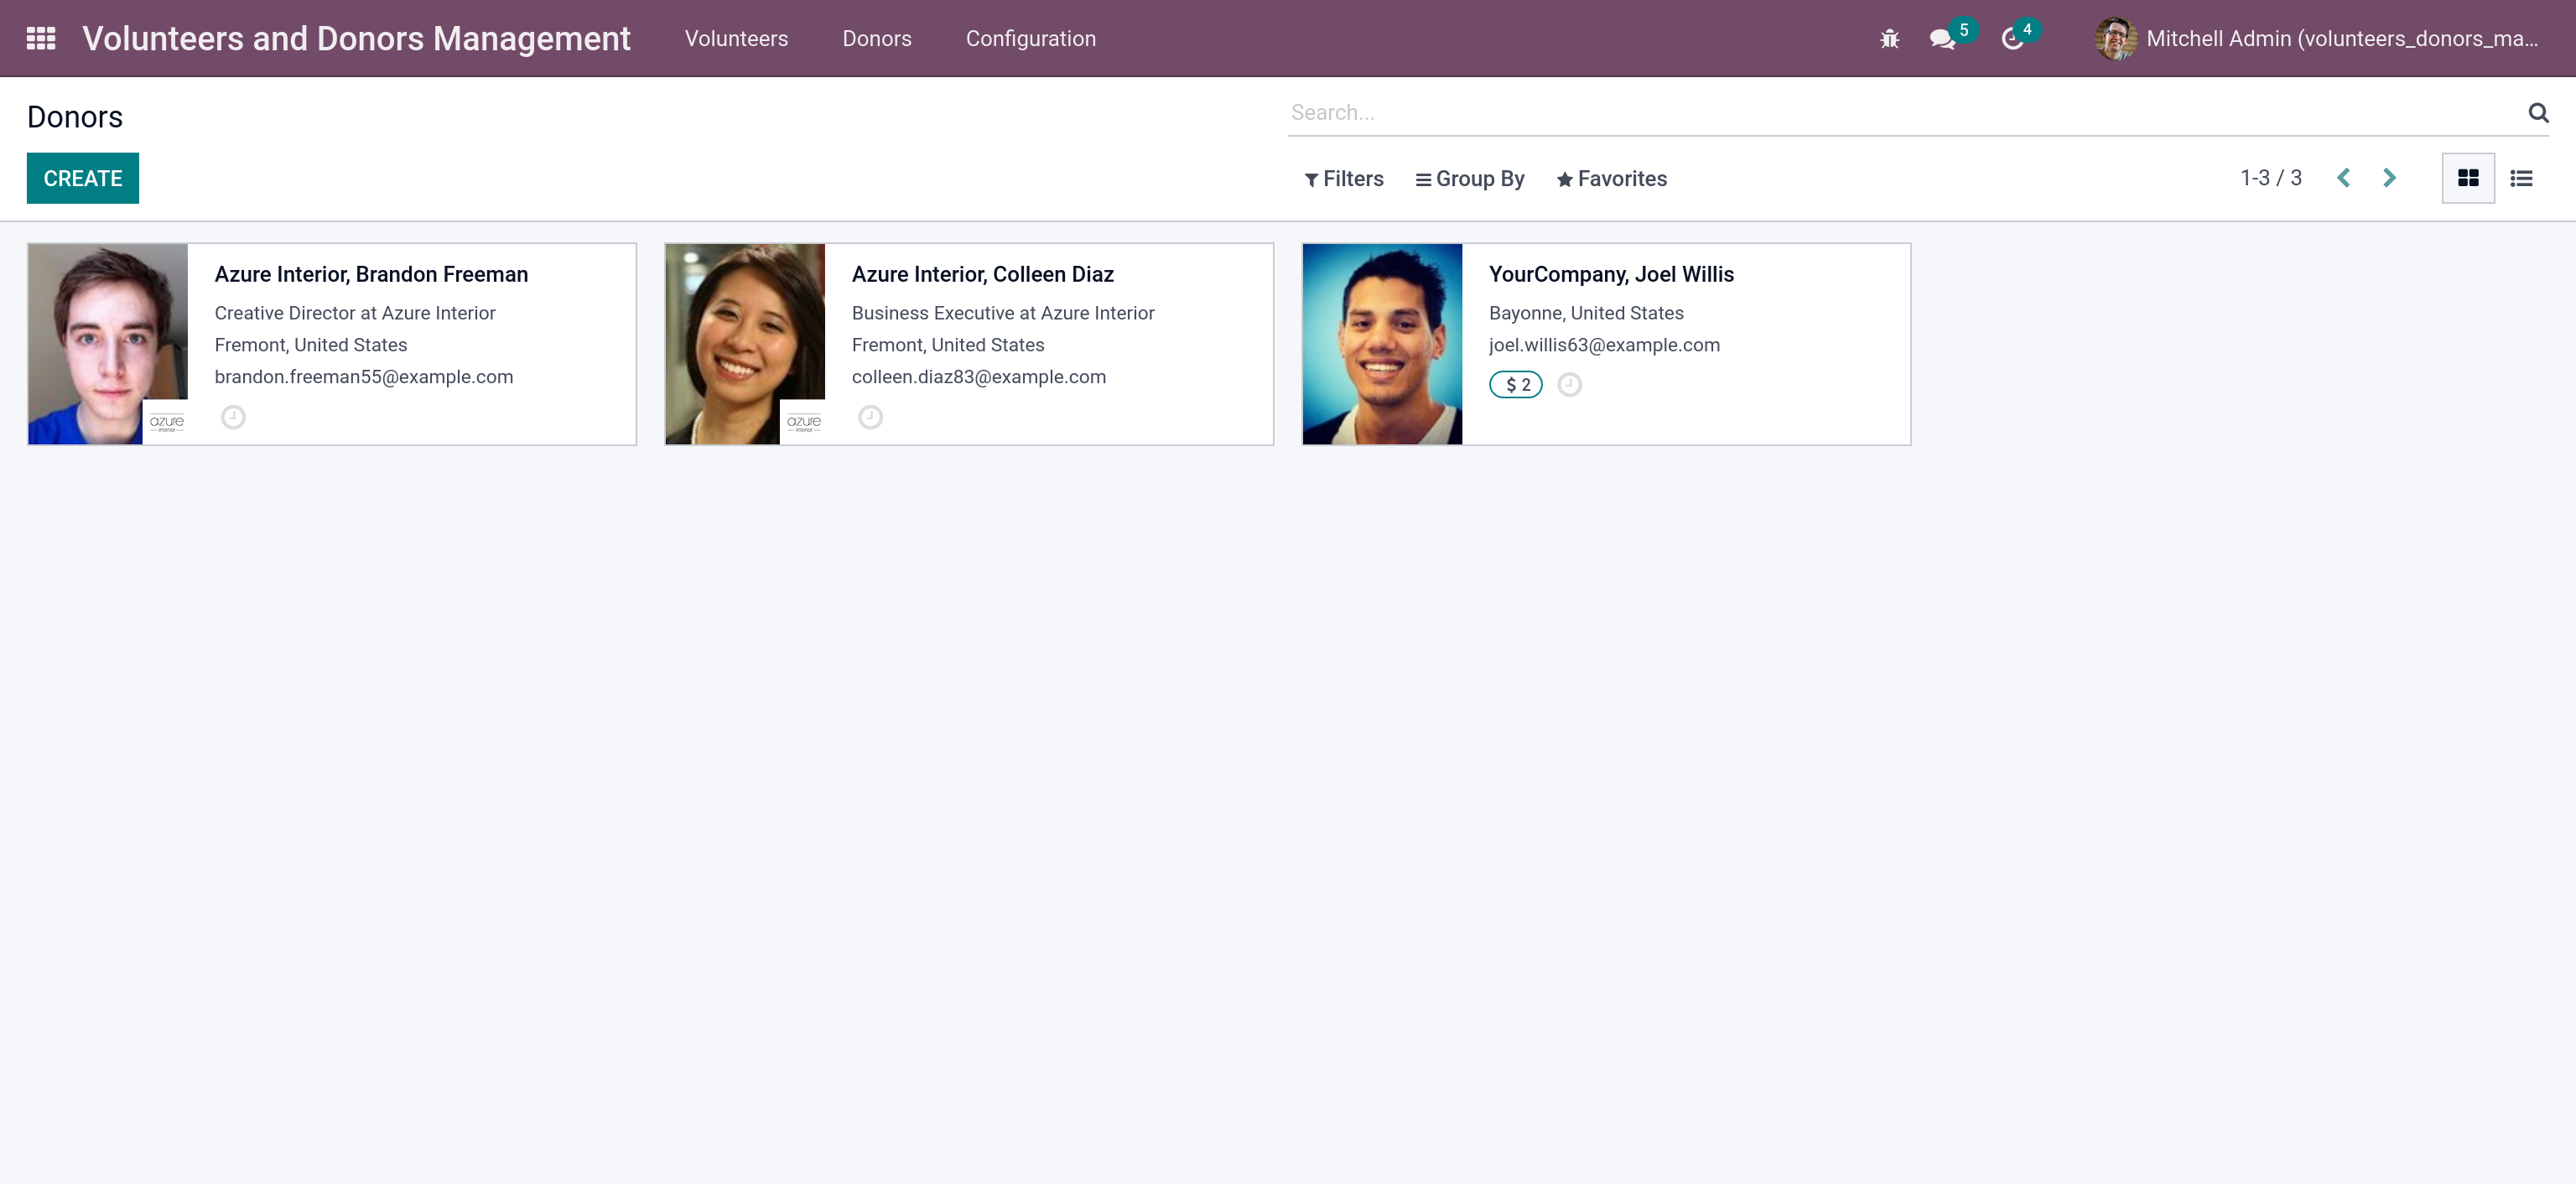 Volunteers and Donors Management Volunteers Donors Configuration 5 4 Mitchell Admin (volunteers_donors_ma...
Donors
Search...
CREATE
Filters Group By Favorites 1-3 / 3
Azure Interior, Brandon Freeman
Creative Director at Azure Interior
Fremont, United States
brandon.freeman55@example.com
azure
interior
Azure Interior, Colleen Diaz
Business Executive at Azure Interior
Fremont, United States
colleen.diaz83@example.com
azure
interior
YourCompany, Joel Willis
Bayonne, United States
joel.willis63@example.com
$ 2